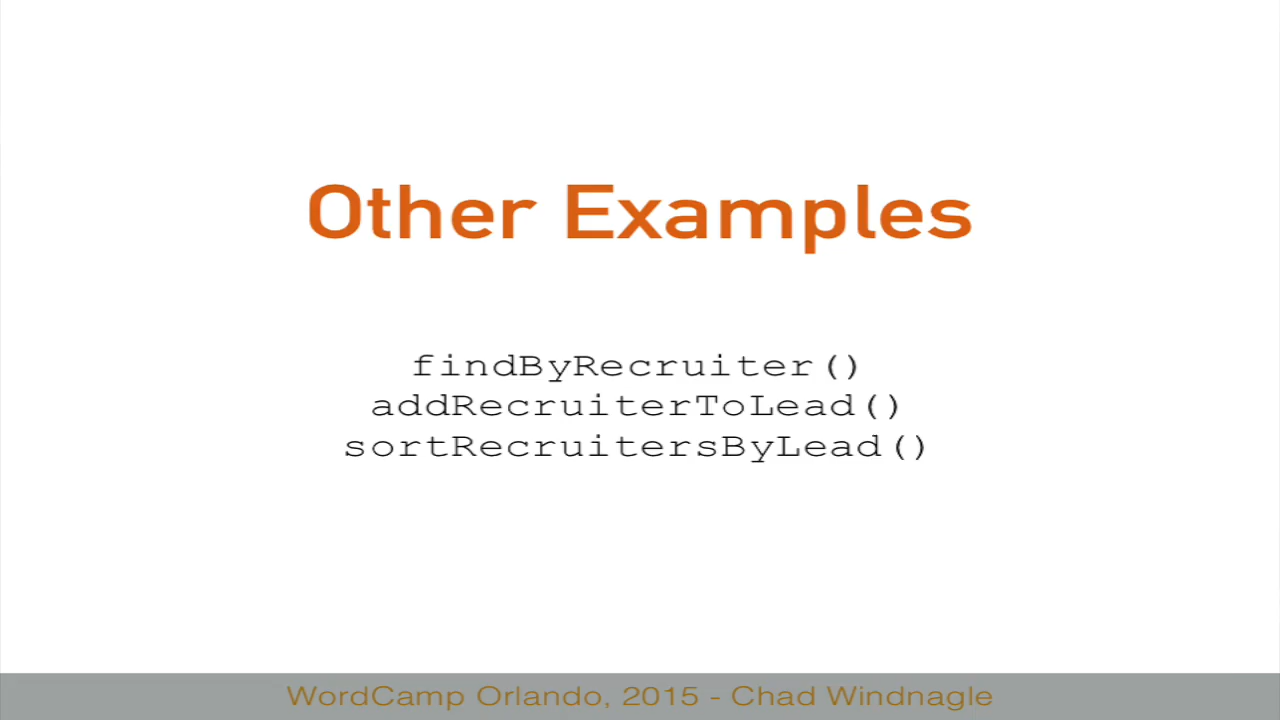 Other Examples
findByRecruiter()
addRecruiterToLead()
sortRecruitersByLead()
WordCamp Orlando, 2015 - Chad Windnagle